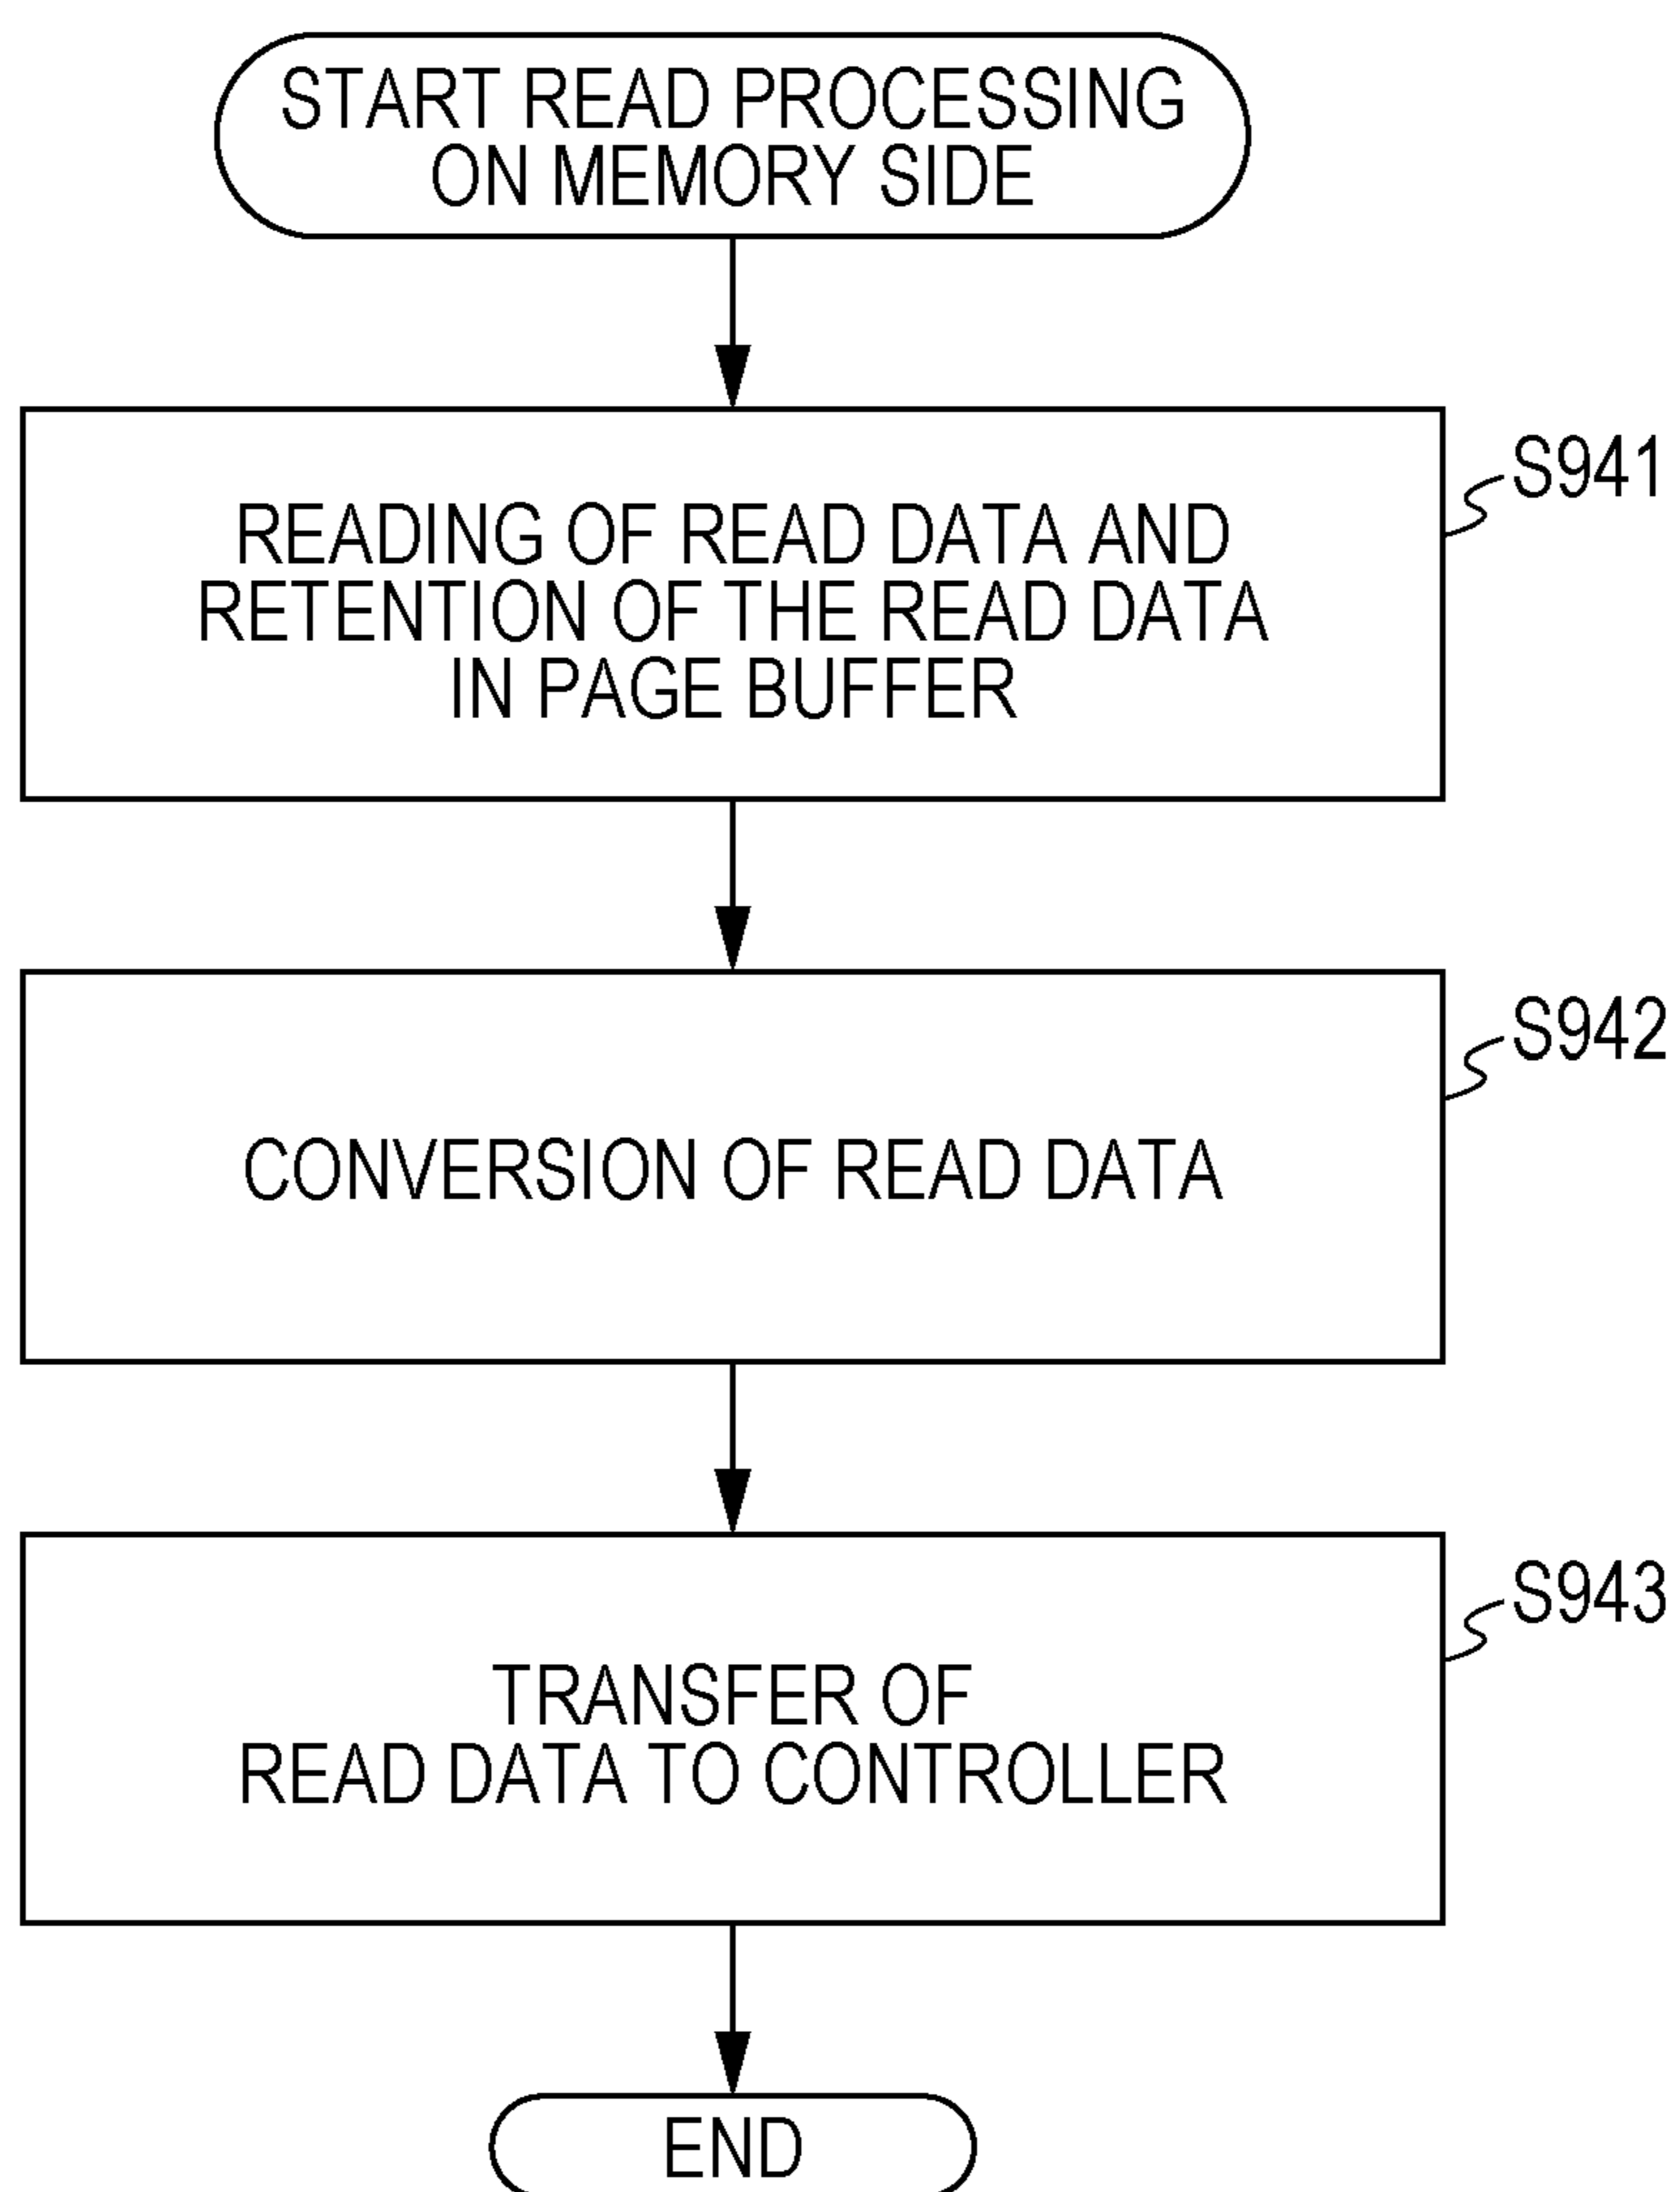 START READ PROCESSING
ON MEMORY SIDE
S941
READING OF READ DATA AND
RETENTION OF THE READ DATA
IN PAGE BUFFER
S942
CONVERSION OF READ DATA
S943
TRANSFER OF
READ DATA TO CONTROLLER
END